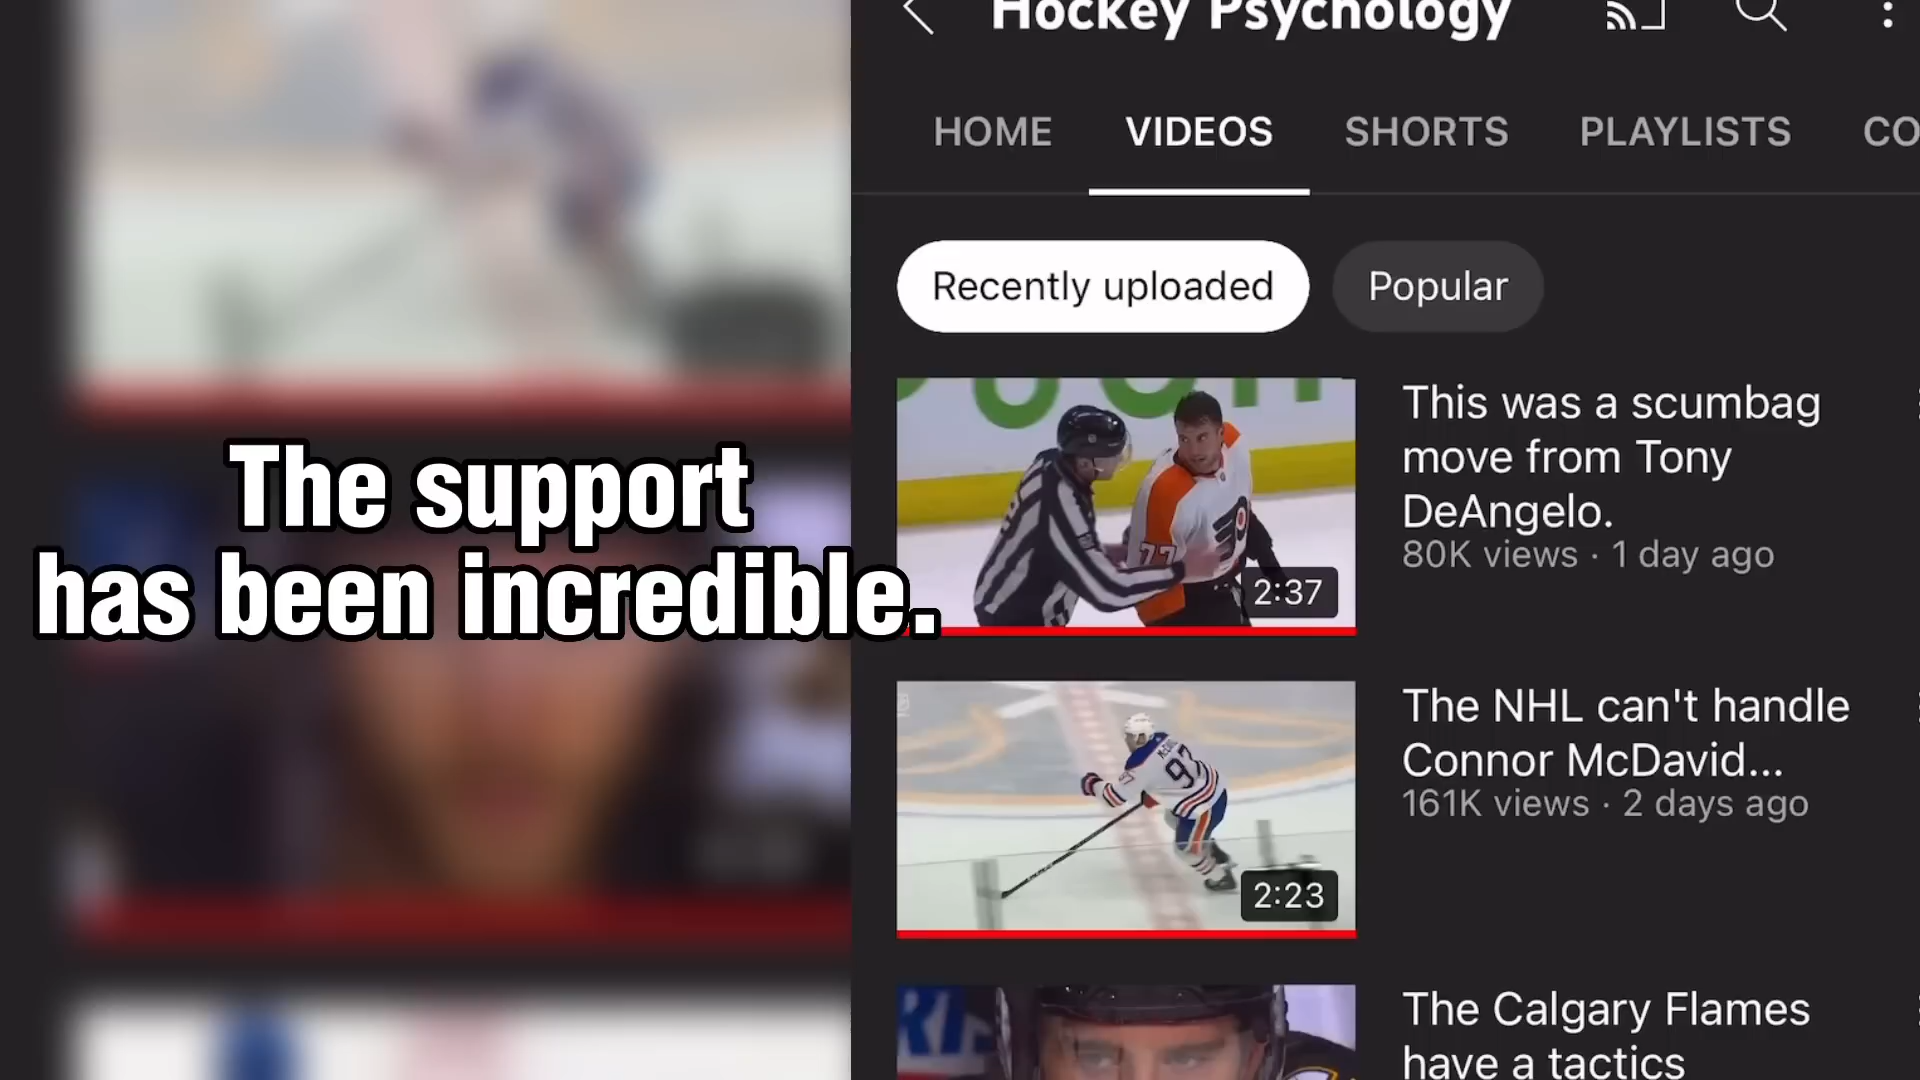 Hockey Psychology
HOME VIDEOS SHORTS PLAYLISTS CO
Recently uploaded Popular
The support
has been incredible.
77
2:37
This was a scumbag
move from Tony
DeAngelo.
80K views · 1 day ago
97
2:23
The NHL can't handle
Connor McDavid...
161K views · 2 days ago
The Calgary Flames
have a tactics